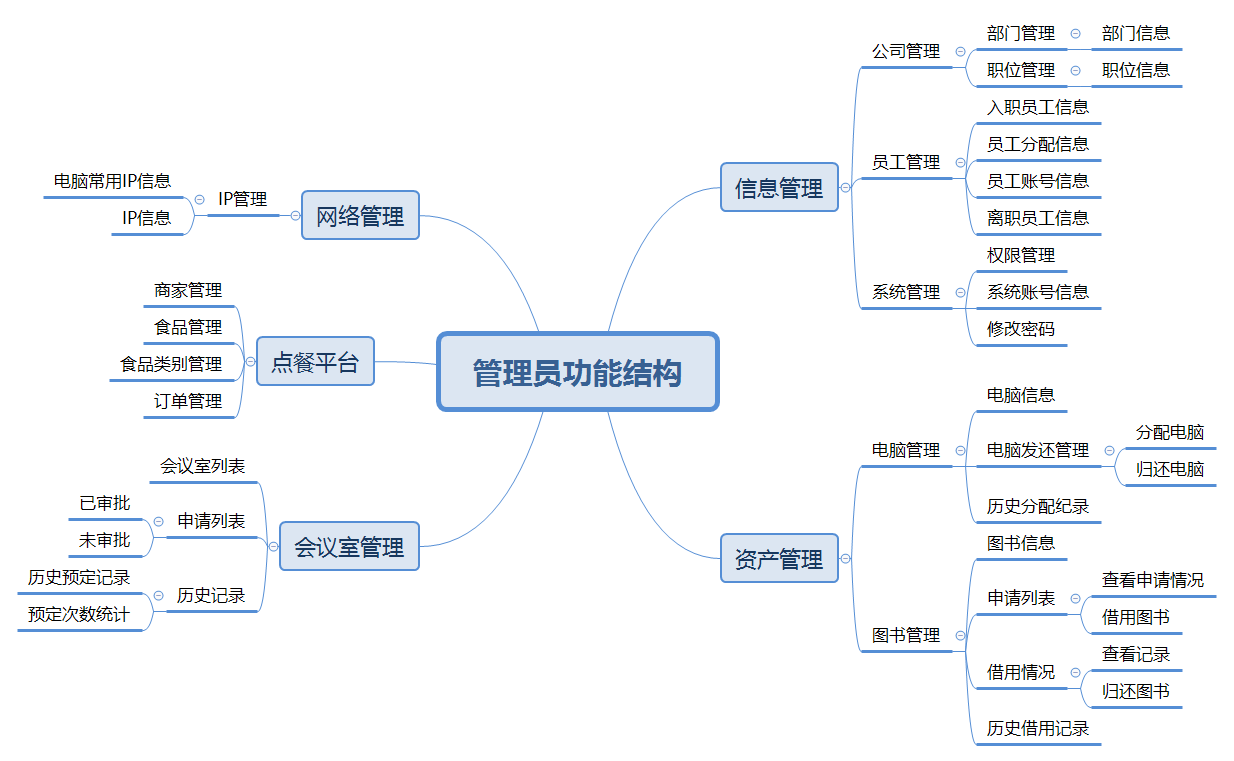 管理员功能结构
信息管理
公司管理
部门管理
部门信息
职位管理
职位信息
员工管理
入职员工信息
员工分配信息
员工账号信息
离职员工信息
系统管理
权限管理
系统账号信息
修改密码
资产管理
电脑管理
电脑信息
电脑发还管理
分配电脑
归还电脑
历史分配纪录
图书管理
图书信息
申请列表
查看申请情况
借用图书
借用情况
查看记录
归还图书
历史借用记录
网络管理
IP管理
电脑常用IP信息
IP信息
点餐平台
商家管理
食品管理
食品类别管理
订单管理
会议室管理
会议室列表
申请列表
已审批
未审批
历史记录
历史预定记录
预定次数统计